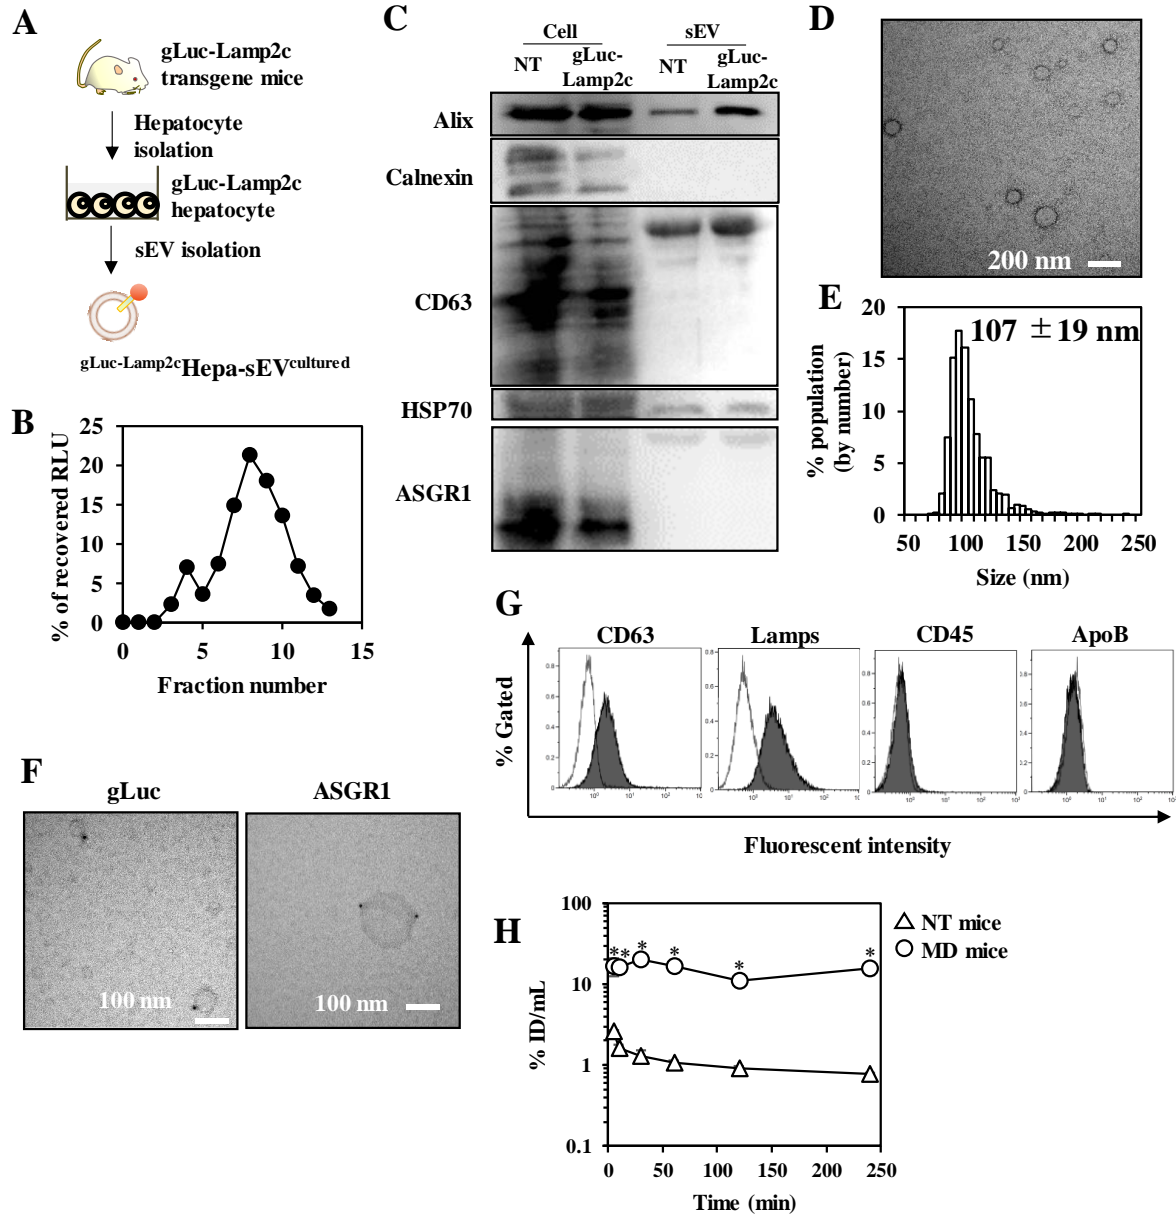 A
gLuc-Lamp2c
transgene mice
Hepatocyte
isolation
gLuc-Lamp2c
hepatocyte
sEV isolation
gLuc-Lamp2cHepa-sEVcultured
B
% of recovered RLU
25
20
15
10
5
0
0 5 10 15
Fraction number
C
Cell sEV
NT gLuc-Lamp2c NT gLuc-Lamp2c
Alix
Calnexin
CD63
HSP70
ASGR1
D
200 nm
E
107 ±19 nm
% population
(by number)
20
15
10
5
0
50 100 150 200 250
Size (nm)
F
gLuc ASGR1
100 nm 100 nm
G
CD63 Lamps CD45 ApoB
% Gated
Fluorescent intensity
H
NT mice
MD mice
% ID/mL
100
10
1
0.1
* * * * * *
0 50 100 150 200 250
Time (min)